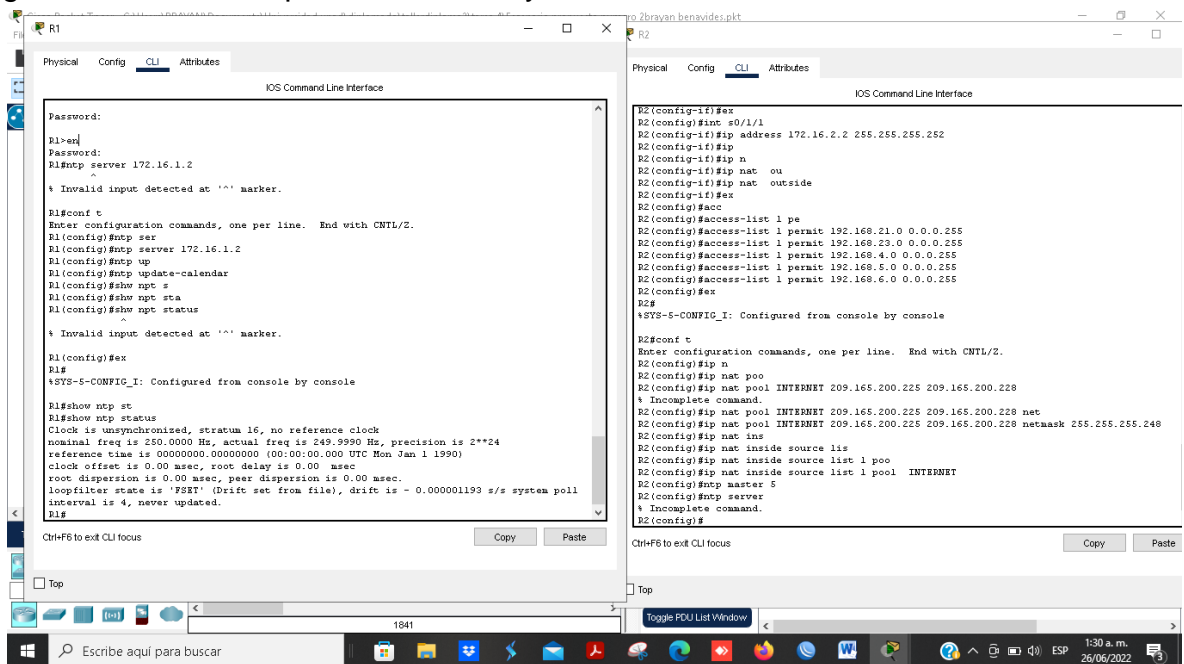 ro 2brayan benavides.pkt
R1
Physical Config CLI Attributes
IOS Command Line Interface
Password:
R1>en
Password:
R1#ntp server 172.16.1.2
^
% Invalid input detected at '^' marker.
R1#conf t
Enter configuration commands, one per line. End with CNTL/Z.
R1(config)#ntp ser
R1(config)#ntp server 172.16.1.2
R1(config)#ntp up
R1(config)#ntp update-calendar
R1(config)#shw npt s
R1(config)#shw npt sta
R1(config)#shw npt status
^
% Invalid input detected at '^' marker.
R1(config)#ex
R1#
%SYS-5-CONFIG_I: Configured from console by console
R1#show ntp st
R1#show ntp status
Clock is unsynchronized, stratum 16, no reference clock
nominal freq is 250.0000 Hz, actual freq is 249.9990 Hz, precision is 2**24
reference time is 00000000.00000000 (00:00:00.000 UTC Mon Jan 1 1990)
clock offset is 0.00 msec, root delay is 0.00 msec
root dispersion is 0.00 msec, peer dispersion is 0.00 msec.
loopfilter state is 'FSET' (Drift set from file), drift is - 0.000001193 s/s system poll
interval is 4, never updated.
R1#
Ctrl+F6 to exit CLI focus
Copy Paste
Top
R2
Physical Config CLI Attributes
IOS Command Line Interface
R2(config-if)#ex
R2(config)#int s0/1/1
R2(config-if)#ip address 172.16.2.2 255.255.255.252
R2(config-if)#ip
R2(config-if)#ip n
R2(config-if)#ip nat ou
R2(config-if)#ip nat outside
R2(config-if)#ex
R2(config)#acc
R2(config)#access-list 1 pe
R2(config)#access-list 1 permit 192.168.21.0 0.0.0.255
R2(config)#access-list 1 permit 192.168.23.0 0.0.0.255
R2(config)#access-list 1 permit 192.168.4.0 0.0.0.255
R2(config)#access-list 1 permit 192.168.5.0 0.0.0.255
R2(config)#access-list 1 permit 192.168.6.0 0.0.0.255
R2(config)#ex
R2#
%SYS-5-CONFIG_I: Configured from console by console
R2#conf t
Enter configuration commands, one per line. End with CNTL/Z.
R2(config)#ip n
R2(config)#ip nat poo
R2(config)#ip nat pool INTERNET 209.165.200.225 209.165.200.228
% Incomplete command.
R2(config)#ip nat pool INTERNET 209.165.200.225 209.165.200.228 net
R2(config)#ip nat pool INTERNET 209.165.200.225 209.165.200.228 netmask 255.255.255.248
R2(config)#ip nat ins
R2(config)#ip nat inside source lis
R2(config)#ip nat inside source list 1 poo
R2(config)#ip nat inside source list 1 pool INTERNET
R2(config)#ntp master 5
R2(config)#ntp server
% Incomplete command.
R2(config)#
Ctrl+F6 to exit CLI focus
Copy Paste
Top
1841
Toggle PDU List Window
Escribe aquí para buscar
ESP
1:30 a. m.
26/06/2022
3